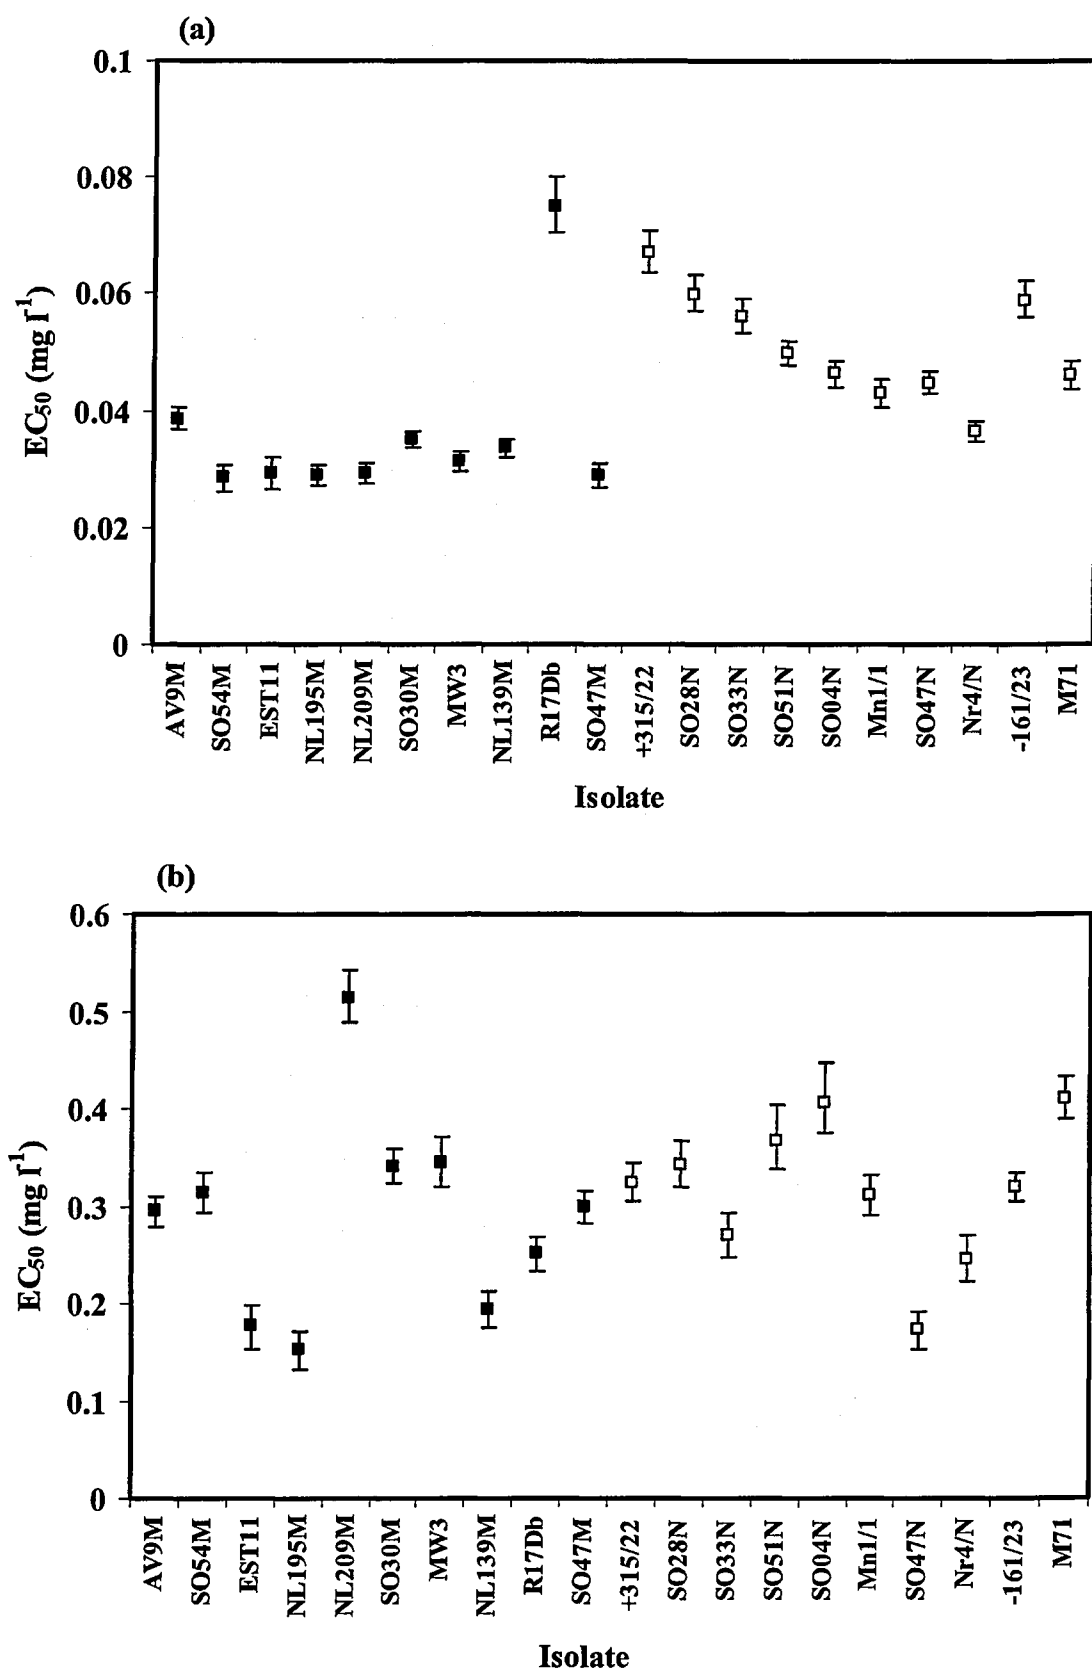 (a)
0.1
0.08
0.06
0.04
0.02
0
EC50 (mg l-1)
AV9M
SO54M
EST11
NL195M
NL209M
SO30M
MW3
NL139M
R17Db
SO47M
+315/22
SO28N
SO33N
SO51N
SO04N
Mn1/1
SO47N
Nr4/N
-161/23
M71
Isolate
(b)
0.6
0.5
0.4
0.3
0.2
0.1
0
EC50 (mg l-1)
AV9M
SO54M
EST11
NL195M
NL209M
SO30M
MW3
NL139M
R17Db
SO47M
+315/22
SO28N
SO33N
SO51N
SO04N
Mn1/1
SO47N
Nr4/N
-161/23
M71
Isolate